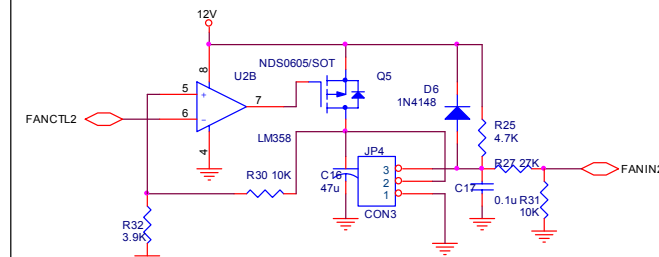 12V
NDS0605/SOT
8
U2B
Q5
5
+
7
D6
1N4148
FANCTL2
6
−
R25
4.7K
LM358
4
JP4
R30 10K
C16
47u
3
2
1
R27 27K
FANIN2
C17
0.1u
R31
10K
R32
3.9K
CON3